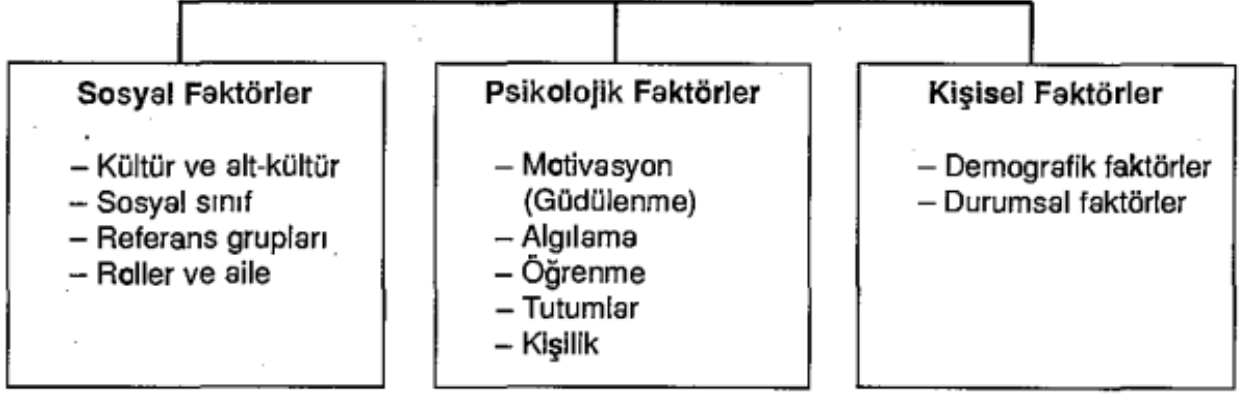 Sosyal Faktörler
– Kültür ve alt-kültür
– Sosyal sınıf
– Referans grupları
– Roller ve aile
Psikolojik Faktörler
– Motivasyon
(Güdülenme)
– Algılama
– Öğrenme
– Tutumlar
– Kişilik
Kişisel Faktörler
– Demografik faktörler
– Durumsal faktörler